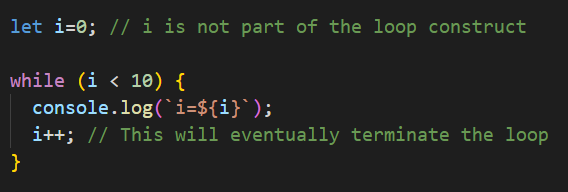 let i=0; // i is not part of the loop construct
while (i < 10) {
console.log(`i=${i}`);
i++; // This will eventually terminate the loop
}